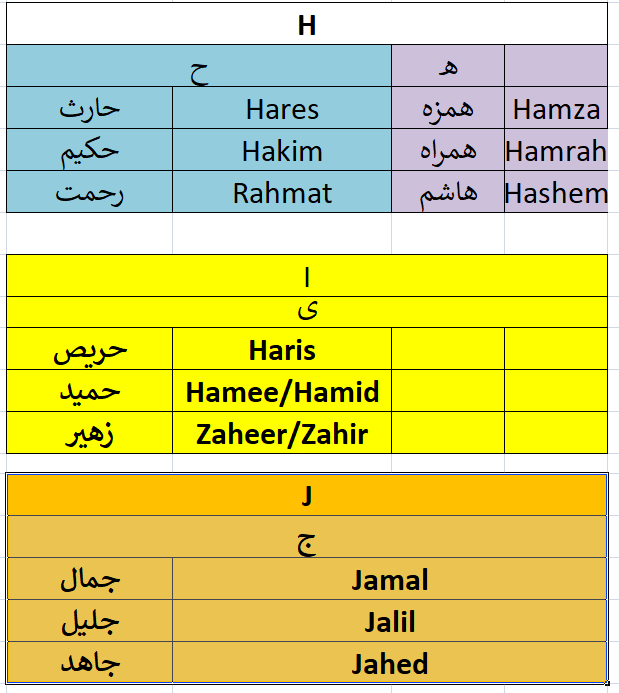 H
ح ه
حارث Hares همزه Hamza
حکیم Hakim همراه Hamrah
رحمت Rahmat هاشم Hashem
I
ی
حریص Haris
حمید Hamee/Hamid
زهیر Zaheer/Zahir
J
ج
جمال Jamal
جلیل Jalil
جاهد Jahed